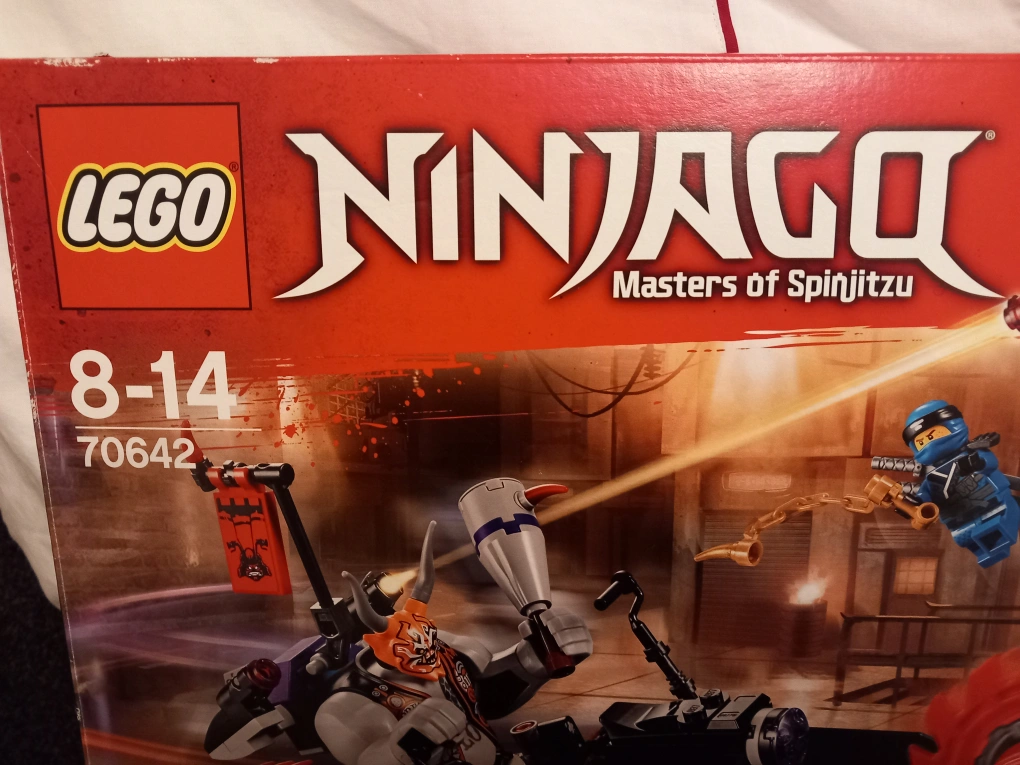 LEGO®
NINJAGO®
Masters of Spinjitzu
8-14
70642